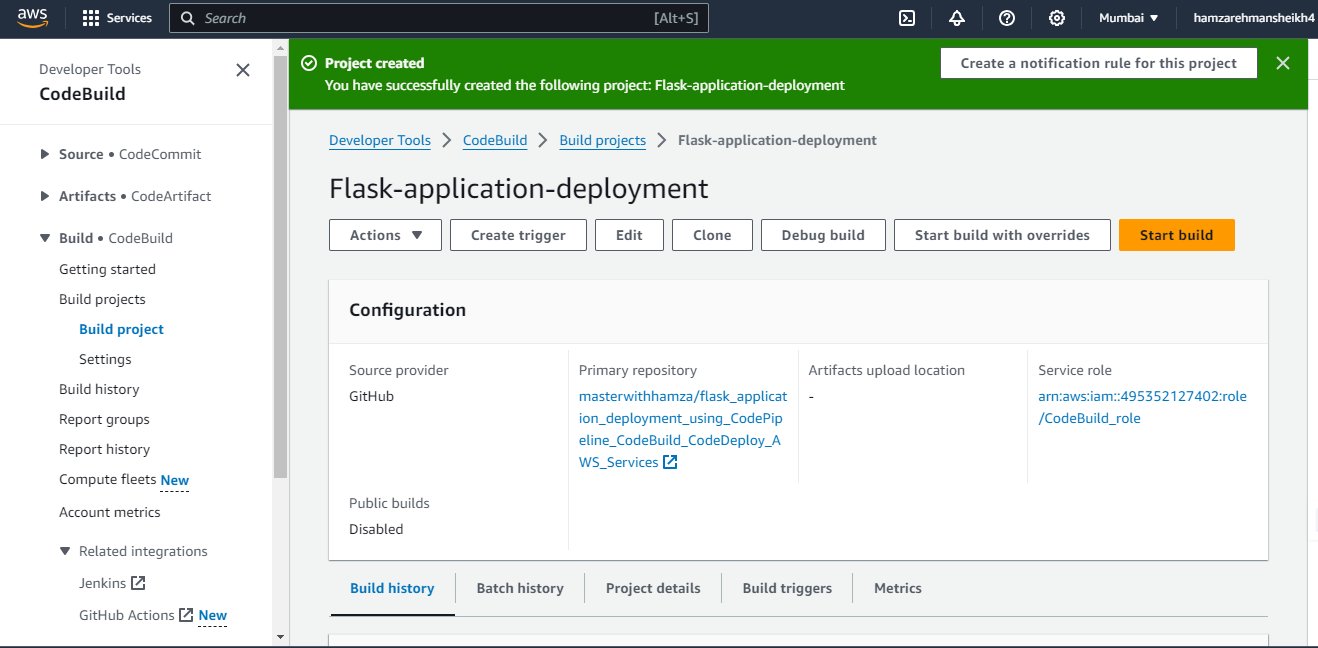 aws
Services
Search
[Alt+S]
Mumbai
hamzarehmansheikh4
Developer Tools
CodeBuild
Source • CodeCommit
Artifacts • CodeArtifact
Build • CodeBuild
Getting started
Build projects
Build project
Settings
Build history
Report groups
Report history
Compute fleets New
Account metrics
Related integrations
Jenkins
GitHub Actions New
Project created
You have successfully created the following project: Flask-application-deployment
Create a notification rule for this project
Developer Tools
CodeBuild
Build projects
Flask-application-deployment
Flask-application-deployment
Actions
Create trigger
Edit
Clone
Debug build
Start build with overrides
Start build
Configuration
Source provider
GitHub
Primary repository
masterwithhamza/flask_applicat
ion_deployment_using_CodePip
eline_CodeBuild_CodeDeploy_A
WS_Services
Artifacts upload location
-
Service role
arn:aws:iam::495352127402:role
/CodeBuild_role
Public builds
Disabled
Build history
Batch history
Project details
Build triggers
Metrics